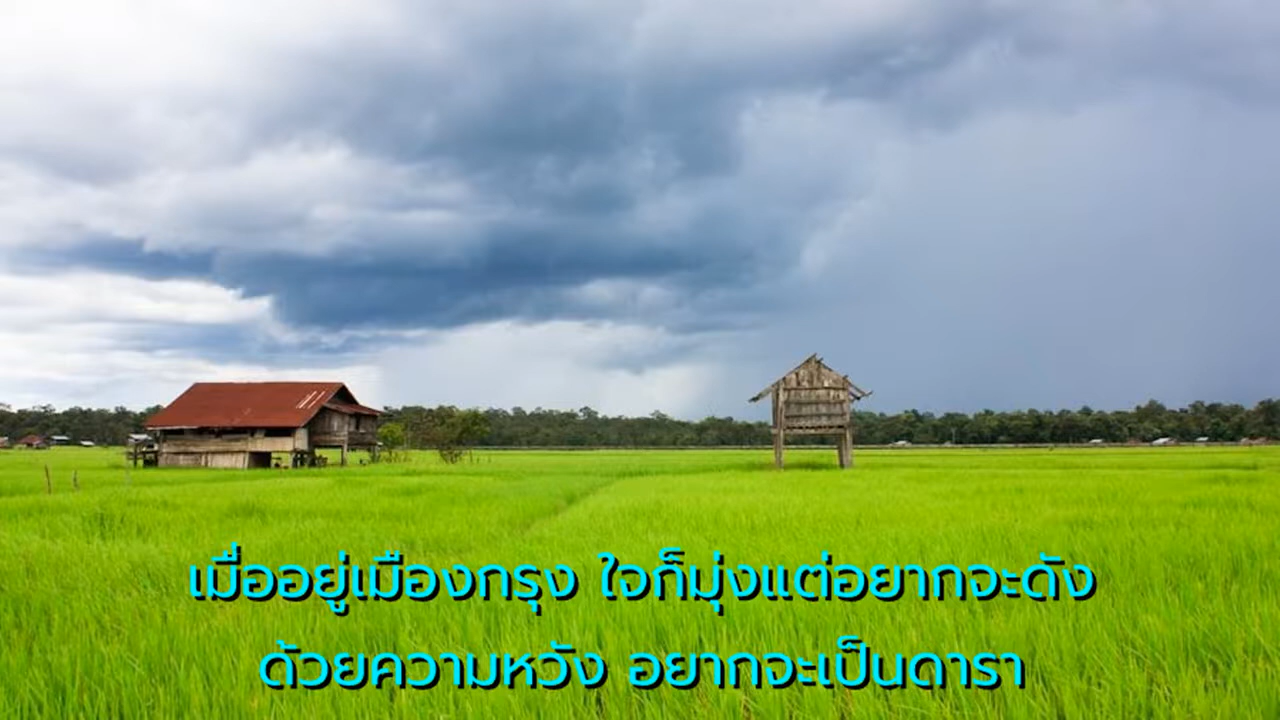 เมื่ออยู่เมืองกรุง ใจก็มุ่งแต่อยากจะดัง
ด้วยความหวัง อยากจะเป็นดารา